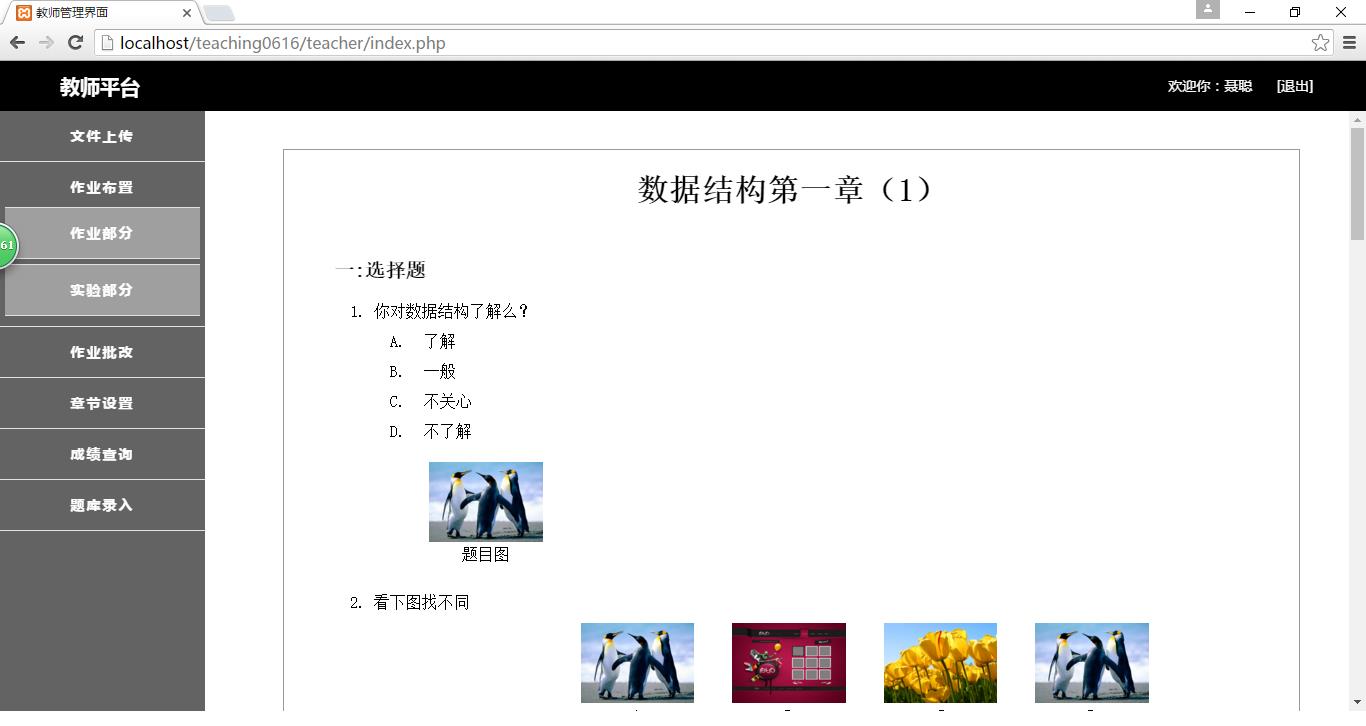 教师管理界面
localhost/teaching0616/teacher/index.php
教师平台
欢迎你：聂聪 [退出]
文件上传
作业布置
作业部分
61
实验部分
作业批改
章节设置
成绩查询
题库录入
数据结构第一章（1）
一:选择题
1. 你对数据结构了解么？
A. 了解
B. 一般
C. 不关心
D. 不了解
题目图
2. 看下图找不同